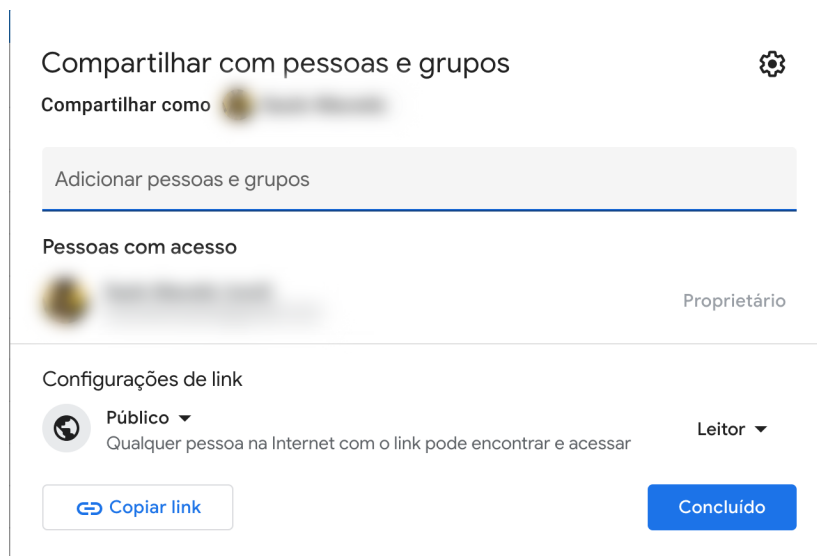 Compartilhar com pessoas e grupos
Compartilhar como
Adicionar pessoas e grupos
Pessoas com acesso
Proprietário
Configurações de link
Público
Qualquer pessoa na Internet com o link pode encontrar e acessar
Leitor
Copiar link
Concluído